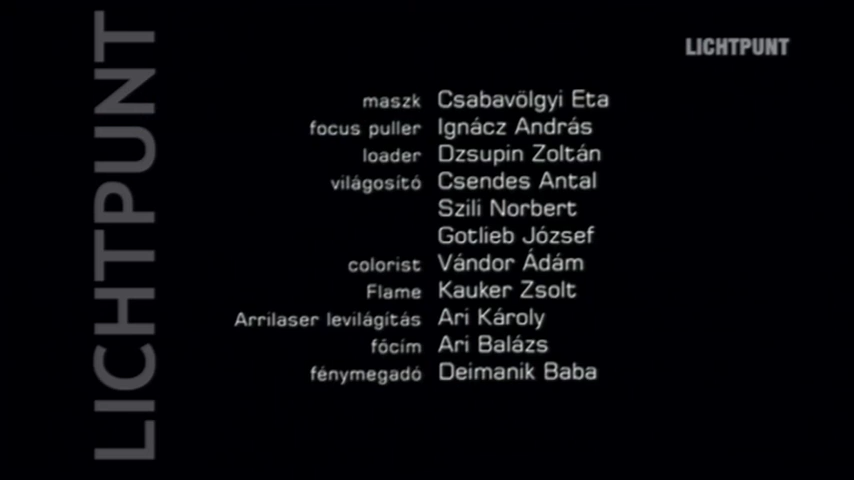 LICHTPUNT
LICHTPUNT
maszk Csabavölgyi Eta
focus puller Ignácz András
loader Dzsupin Zoltán
világosító Csendes Antal
Szili Norbert
Gotlieb József
colorist Vándor Ádám
Flame Kauker Zsolt
Arrilaser levilágítás Ari Károly
főcím Ari Balázs
fénymegadó Deimanik Baba